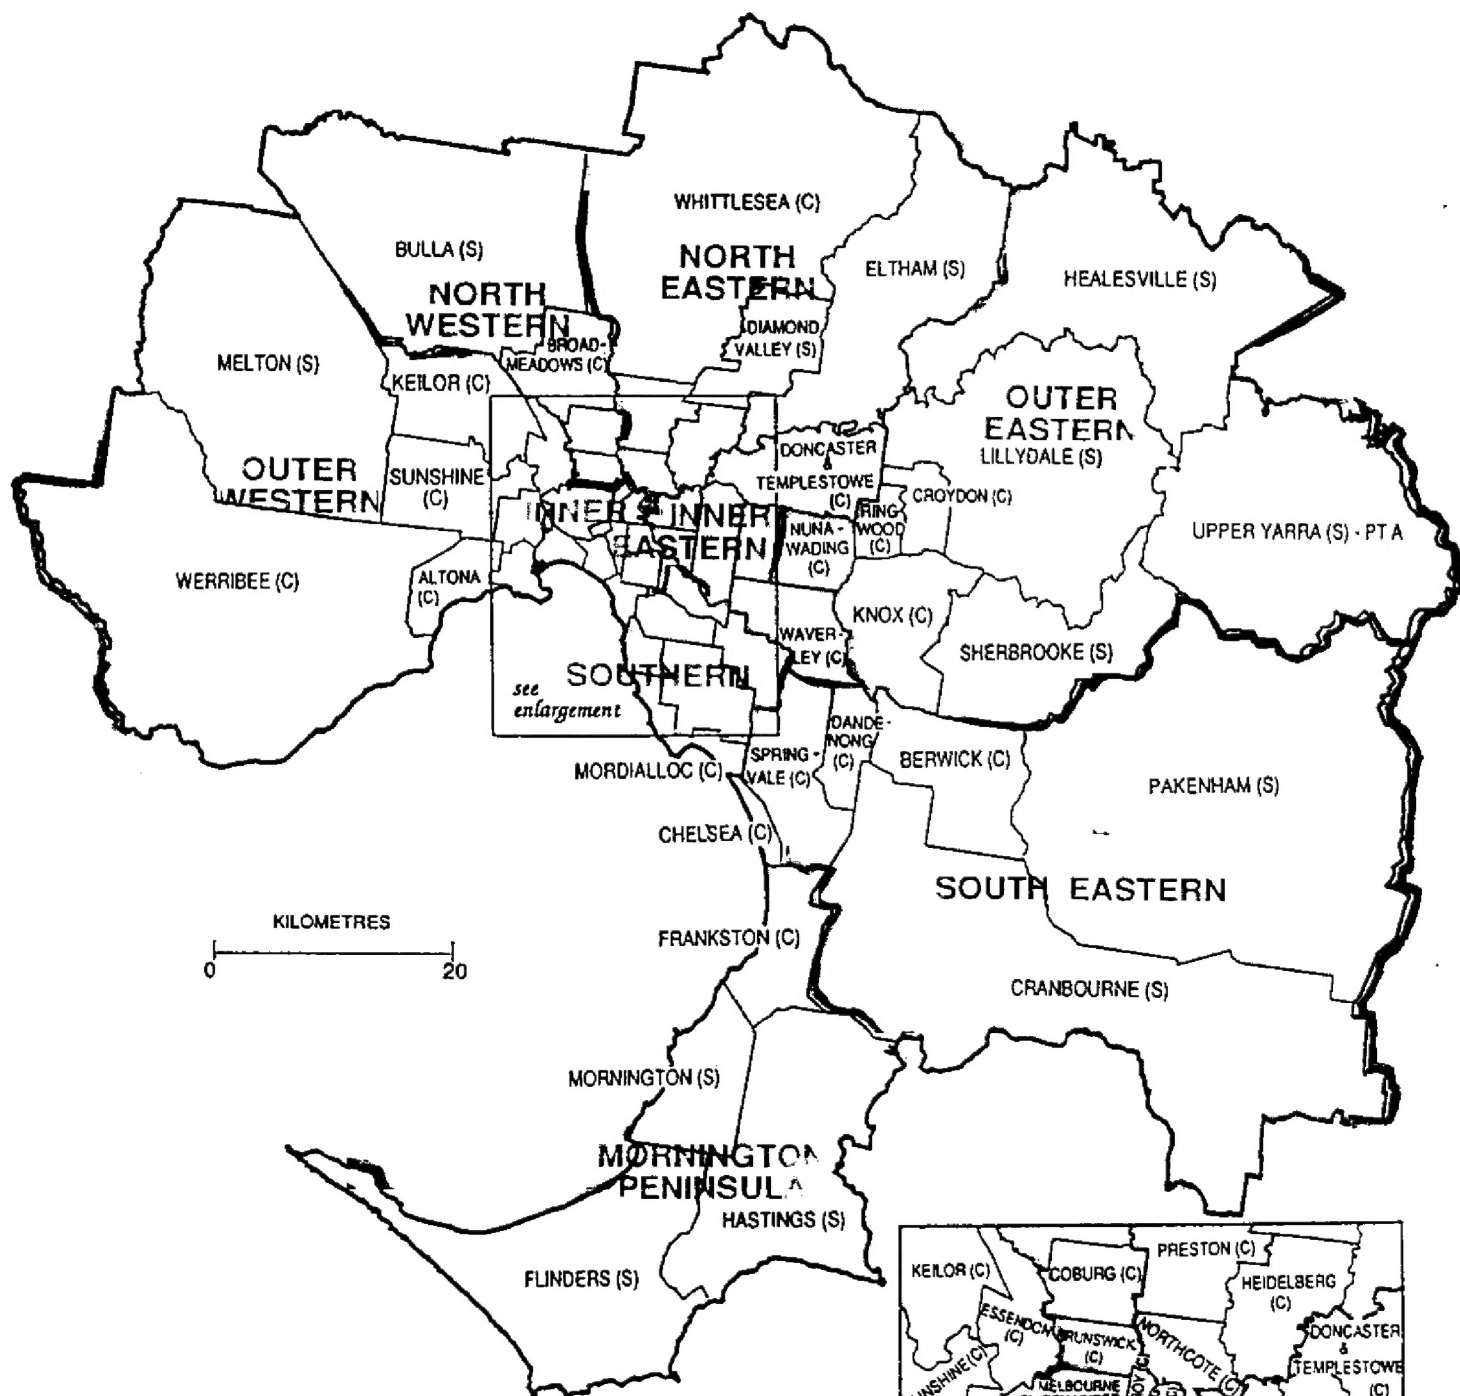 WHITTLESEA (C)
BULLA (S)
NORTH
EASTERN
ELTHAM (S)
HEALESVILLE (S)
NORTH
WESTERN
DIAMOND
VALLEY (S)
BROAD-
MEADOWS (C)
MELTON (S)
KEILOR (C)
OUTER
EASTERN
LILLYDALE (S)
DONCASTER
&
TEMPLESTOWE
(C)
OUTER
WESTERN
SUNSHINE
(C)
CROYDON (C)
RING
WOOD
(C)
INNER
INNER
EASTERN
NUNA-
WADING
(C)
UPPER YARRA (S) - PT A
WERRIBEE (C)
ALTONA
(C)
KNOX (C)
WAVER-
LEY (C)
SHERBROOKE (S)
SOUTHERN
see
enlargement
DANDE-
NONG
(C)
MORDIALLOC (C)
SPRING-
VALE (C)
BERWICK (C)
PAKENHAM (S)
CHELSEA (C)
SOUTH EASTERN
KILOMETRES
0 20
FRANKSTON (C)
CRANBOURNE (S)
MORNINGTON (S)
MORNINGTON
PENINSULA
HASTINGS (S)
FLINDERS (S)
PRESTON (C)
KEILOR (C)
COBURG (C)
HEIDELBERG
(C)
ESSENDON
(C)
BRUNSWICK
(C)
NORTHCOTE (C)
DONCASTER
&
TEMPLESTOWE
(C)
MELBOURNE